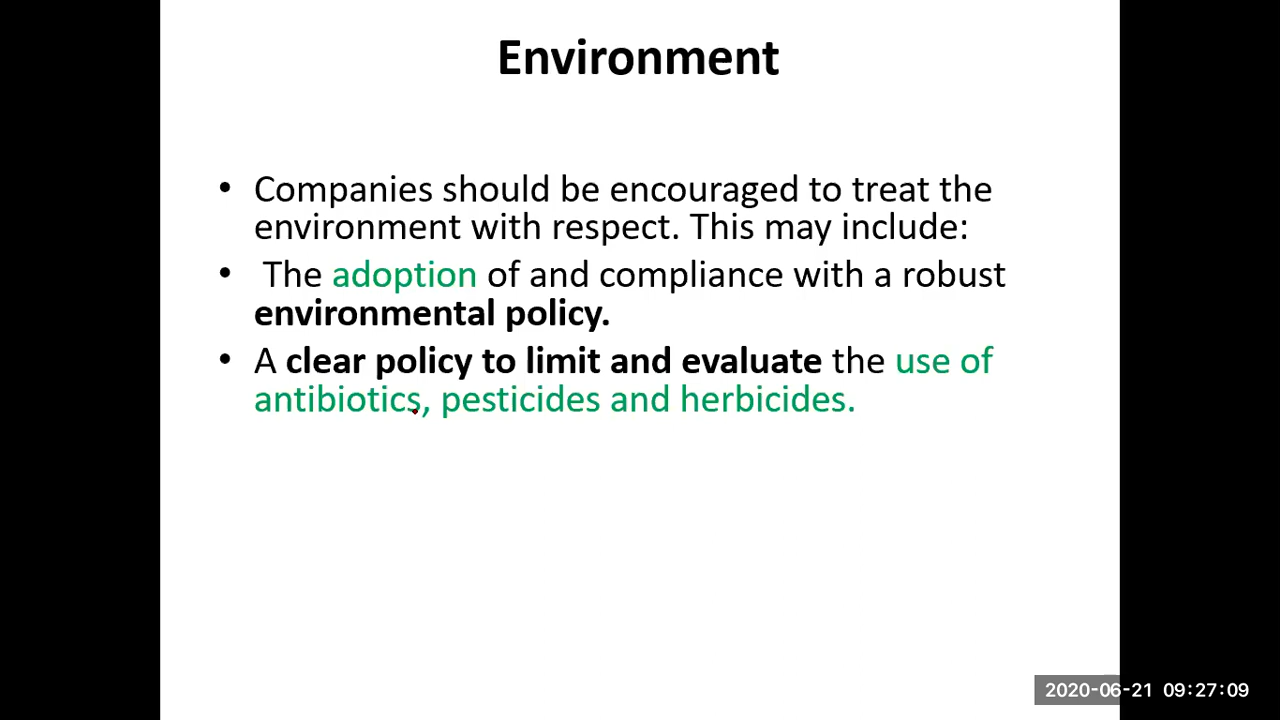 Environment
• Companies should be encouraged to treat the
environment with respect. This may include:
• The adoption of and compliance with a robust
environmental policy.
• A clear policy to limit and evaluate the use of
antibiotics, pesticides and herbicides.
2020-06-21 09:27:09